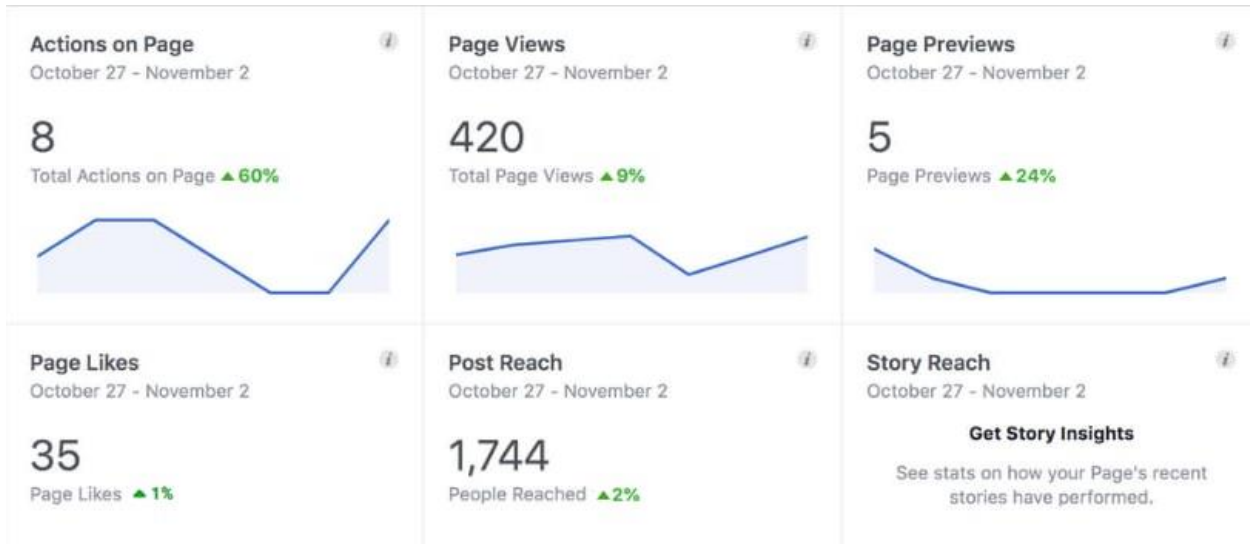 Actions on Page
October 27 - November 2
8
Total Actions on Page ▲ 60%
Page Views
October 27 - November 2
420
Total Page Views ▲ 9%
Page Previews
October 27 - November 2
5
Page Previews ▲ 24%
Page Likes
October 27 - November 2
35
Page Likes ▲ 1%
Post Reach
October 27 - November 2
1,744
People Reached ▲ 2%
Story Reach
October 27 - November 2
Get Story Insights
See stats on how your Page's recent
stories have performed.